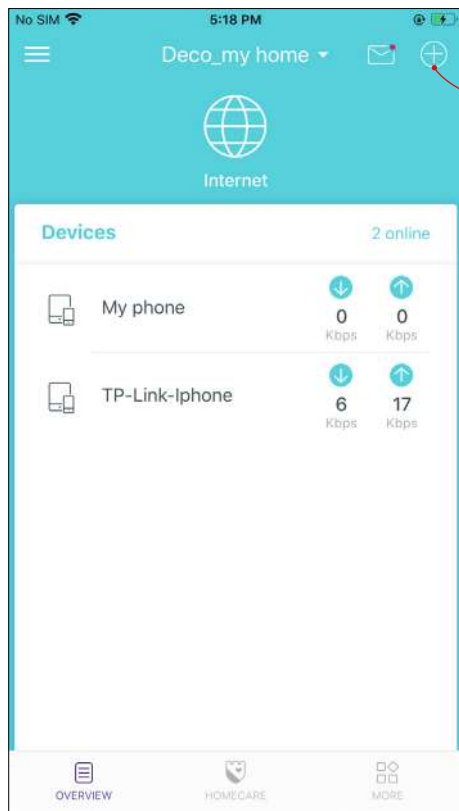 No SIM 5:18 PM
Deco_my home
Internet
Devices 2 online
My phone 0 Kbps 0 Kbps
TP-Link-Iphone 6 Kbps 17 Kbps
OVERVIEW HOMECARE MORE